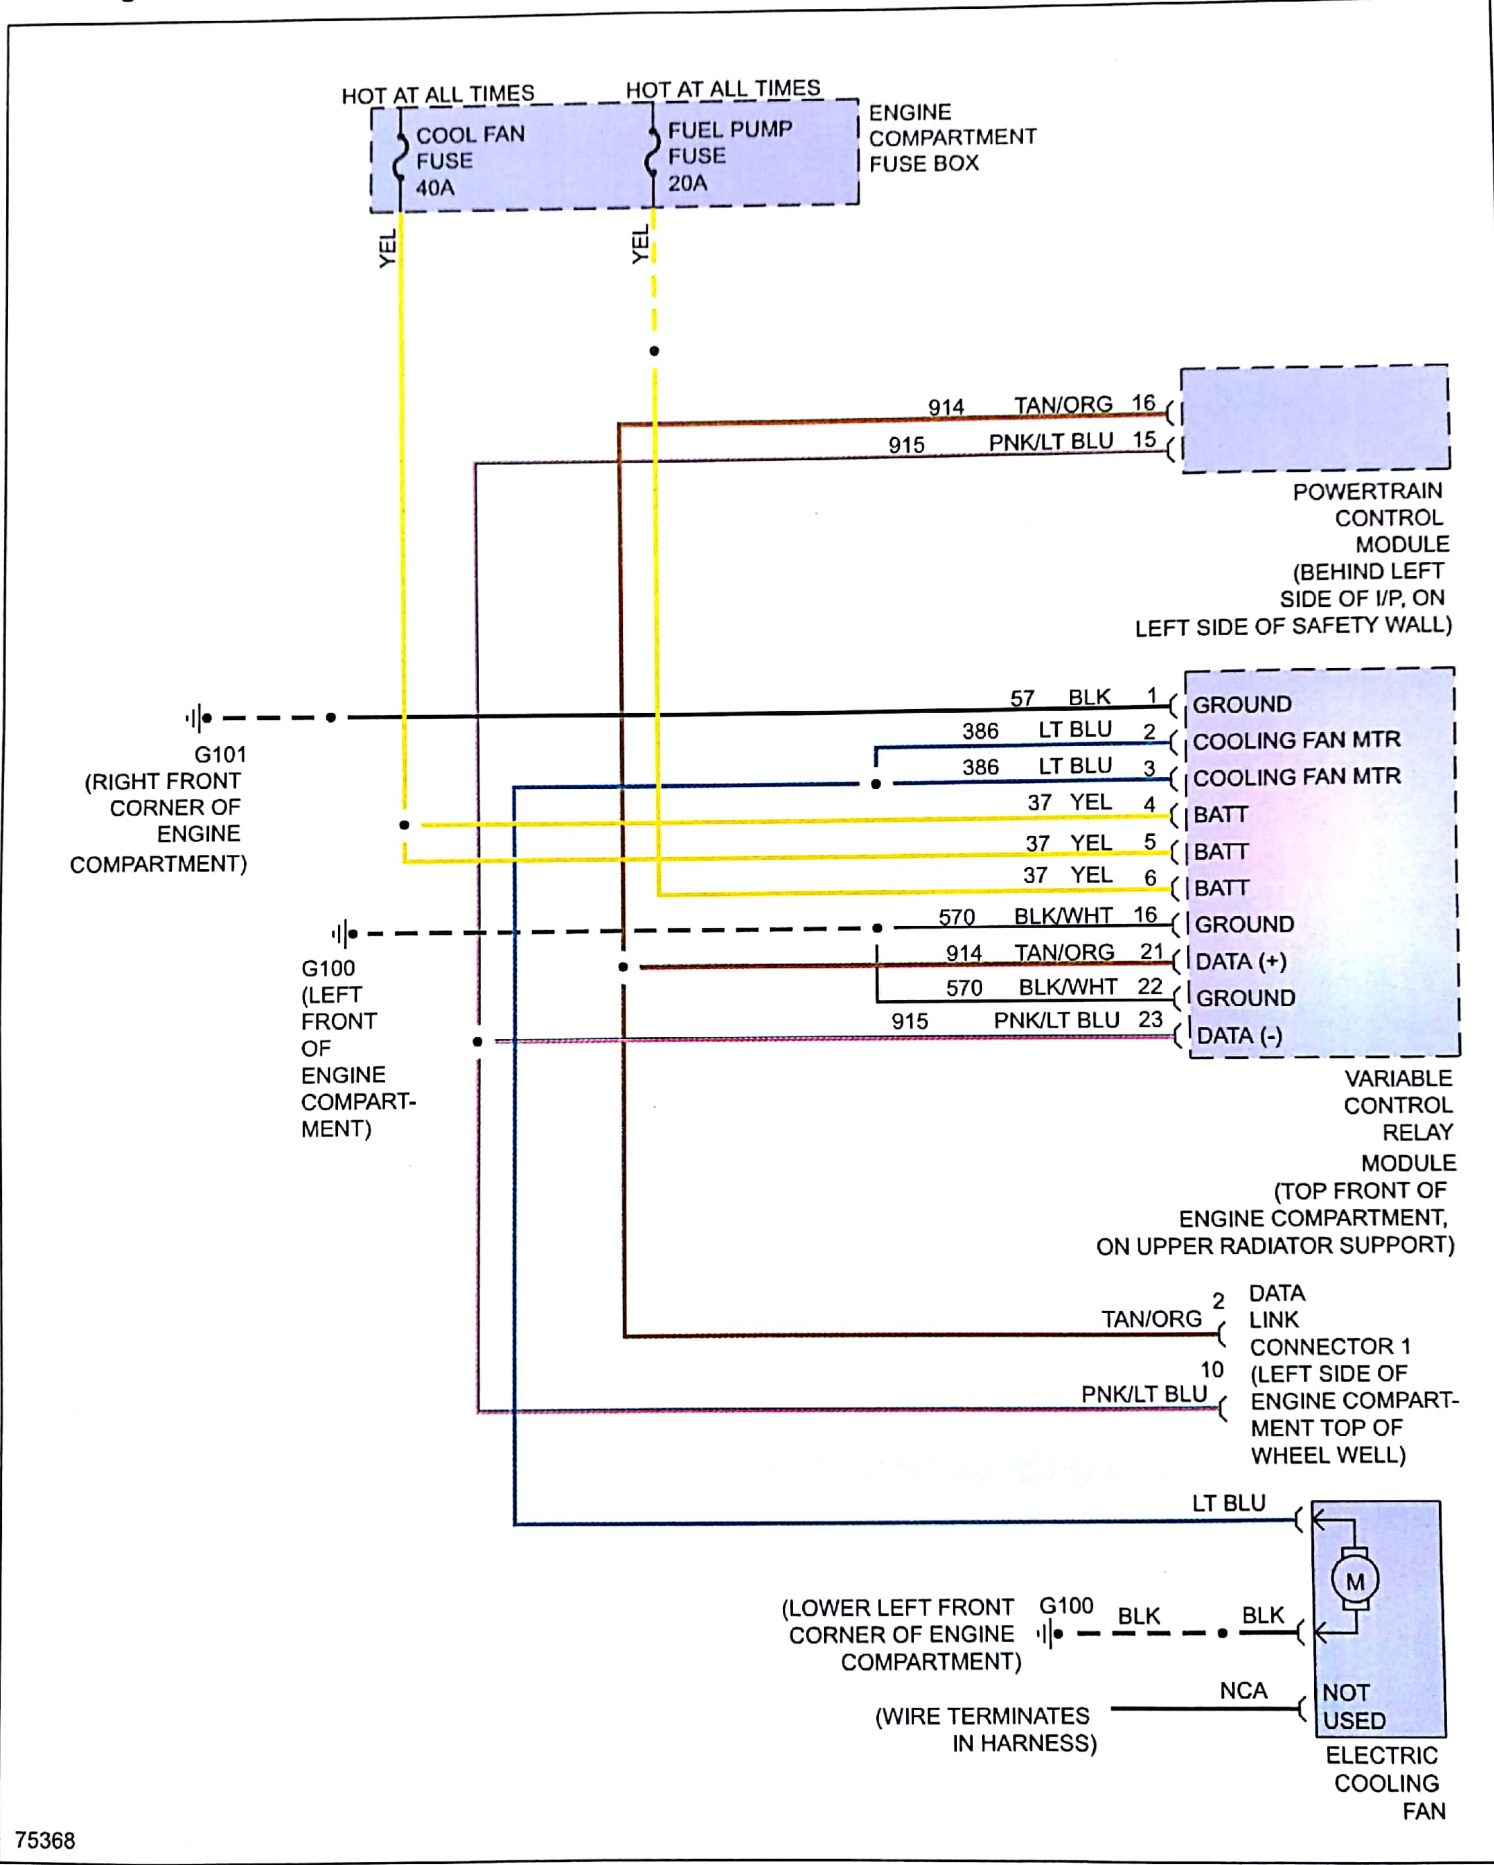 HOT AT ALL TIMES
HOT AT ALL TIMES
COOL FAN
FUSE
40A
FUEL PUMP
FUSE
20A
ENGINE
COMPARTMENT
FUSE BOX
YEL
YEL
914 TAN/ORG 16
915 PNK/LT BLU 15
POWERTRAIN
CONTROL
MODULE
(BEHIND LEFT
SIDE OF I/P, ON
LEFT SIDE OF SAFETY WALL)
57 BLK 1 GROUND
386 LT BLU 2 COOLING FAN MTR
386 LT BLU 3 COOLING FAN MTR
37 YEL 4 BATT
37 YEL 5 BATT
37 YEL 6 BATT
570 BLK/WHT 16 GROUND
914 TAN/ORG 21 DATA (+)
570 BLK/WHT 22 GROUND
915 PNK/LT BLU 23 DATA (-)
G101
(RIGHT FRONT
CORNER OF
ENGINE
COMPARTMENT)
G100
(LEFT
FRONT
OF
ENGINE
COMPART-
MENT)
VARIABLE
CONTROL
RELAY
MODULE
(TOP FRONT OF
ENGINE COMPARTMENT,
ON UPPER RADIATOR SUPPORT)
TAN/ORG 2
PNK/LT BLU 10
DATA
LINK
CONNECTOR 1
(LEFT SIDE OF
ENGINE COMPART-
MENT TOP OF
WHEEL WELL)
LT BLU
M
(LOWER LEFT FRONT
CORNER OF ENGINE
COMPARTMENT)
G100
BLK
BLK
NCA
(WIRE TERMINATES
IN HARNESS)
NOT
USED
ELECTRIC
COOLING
FAN
75368